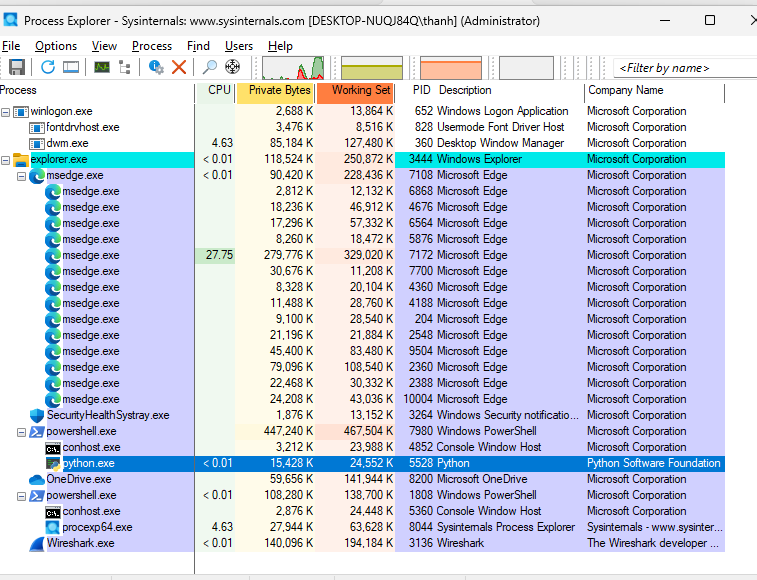 Process Explorer - Sysinternals: www.sysinternals.com [DESKTOP-NUQJ84Q\thanh] (Administrator)
File Options View Process Find Users Help
<Filter by name>
Process CPU Private Bytes Working Set PID Description Company Name
winlogon.exe 2,688 K 13,864 K 652 Windows Logon Application Microsoft Corporation
fontdrvhost.exe 3,476 K 8,516 K 828 Usermode Font Driver Host Microsoft Corporation
dwm.exe 4.63 85,184 K 127,480 K 360 Desktop Window Manager Microsoft Corporation
explorer.exe < 0.01 118,524 K 250,872 K 3444 Windows Explorer Microsoft Corporation
msedge.exe < 0.01 90,420 K 228,436 K 7108 Microsoft Edge Microsoft Corporation
msedge.exe 2,812 K 12,132 K 6868 Microsoft Edge Microsoft Corporation
msedge.exe 18,236 K 46,912 K 4676 Microsoft Edge Microsoft Corporation
msedge.exe 17,296 K 57,332 K 6564 Microsoft Edge Microsoft Corporation
msedge.exe 8,260 K 18,472 K 5876 Microsoft Edge Microsoft Corporation
msedge.exe 27.75 279,776 K 329,020 K 7172 Microsoft Edge Microsoft Corporation
msedge.exe 30,676 K 11,208 K 7700 Microsoft Edge Microsoft Corporation
msedge.exe 8,328 K 20,104 K 4360 Microsoft Edge Microsoft Corporation
msedge.exe 11,488 K 28,760 K 4188 Microsoft Edge Microsoft Corporation
msedge.exe 9,100 K 28,540 K 204 Microsoft Edge Microsoft Corporation
msedge.exe 21,196 K 21,884 K 2548 Microsoft Edge Microsoft Corporation
msedge.exe 45,400 K 83,480 K 9504 Microsoft Edge Microsoft Corporation
msedge.exe 79,096 K 108,540 K 2360 Microsoft Edge Microsoft Corporation
msedge.exe 22,468 K 30,332 K 2388 Microsoft Edge Microsoft Corporation
msedge.exe 24,208 K 43,036 K 10004 Microsoft Edge Microsoft Corporation
SecurityHealthSystray.exe 1,876 K 13,152 K 3264 Windows Security notificatio... Microsoft Corporation
powershell.exe 447,240 K 467,504 K 7980 Windows PowerShell Microsoft Corporation
conhost.exe 3,212 K 23,988 K 4852 Console Window Host Microsoft Corporation
python.exe < 0.01 15,428 K 24,552 K 5528 Python Python Software Foundation
OneDrive.exe 59,656 K 141,944 K 8200 Microsoft OneDrive Microsoft Corporation
powershell.exe < 0.01 108,280 K 138,700 K 1808 Windows PowerShell Microsoft Corporation
conhost.exe 2,876 K 24,448 K 5360 Console Window Host Microsoft Corporation
procexp64.exe 4.63 27,944 K 63,628 K 8044 Sysinternals Process Explorer Sysinternals - www.sysinter...
Wireshark.exe < 0.01 140,096 K 194,184 K 3136 Wireshark The Wireshark developer ...